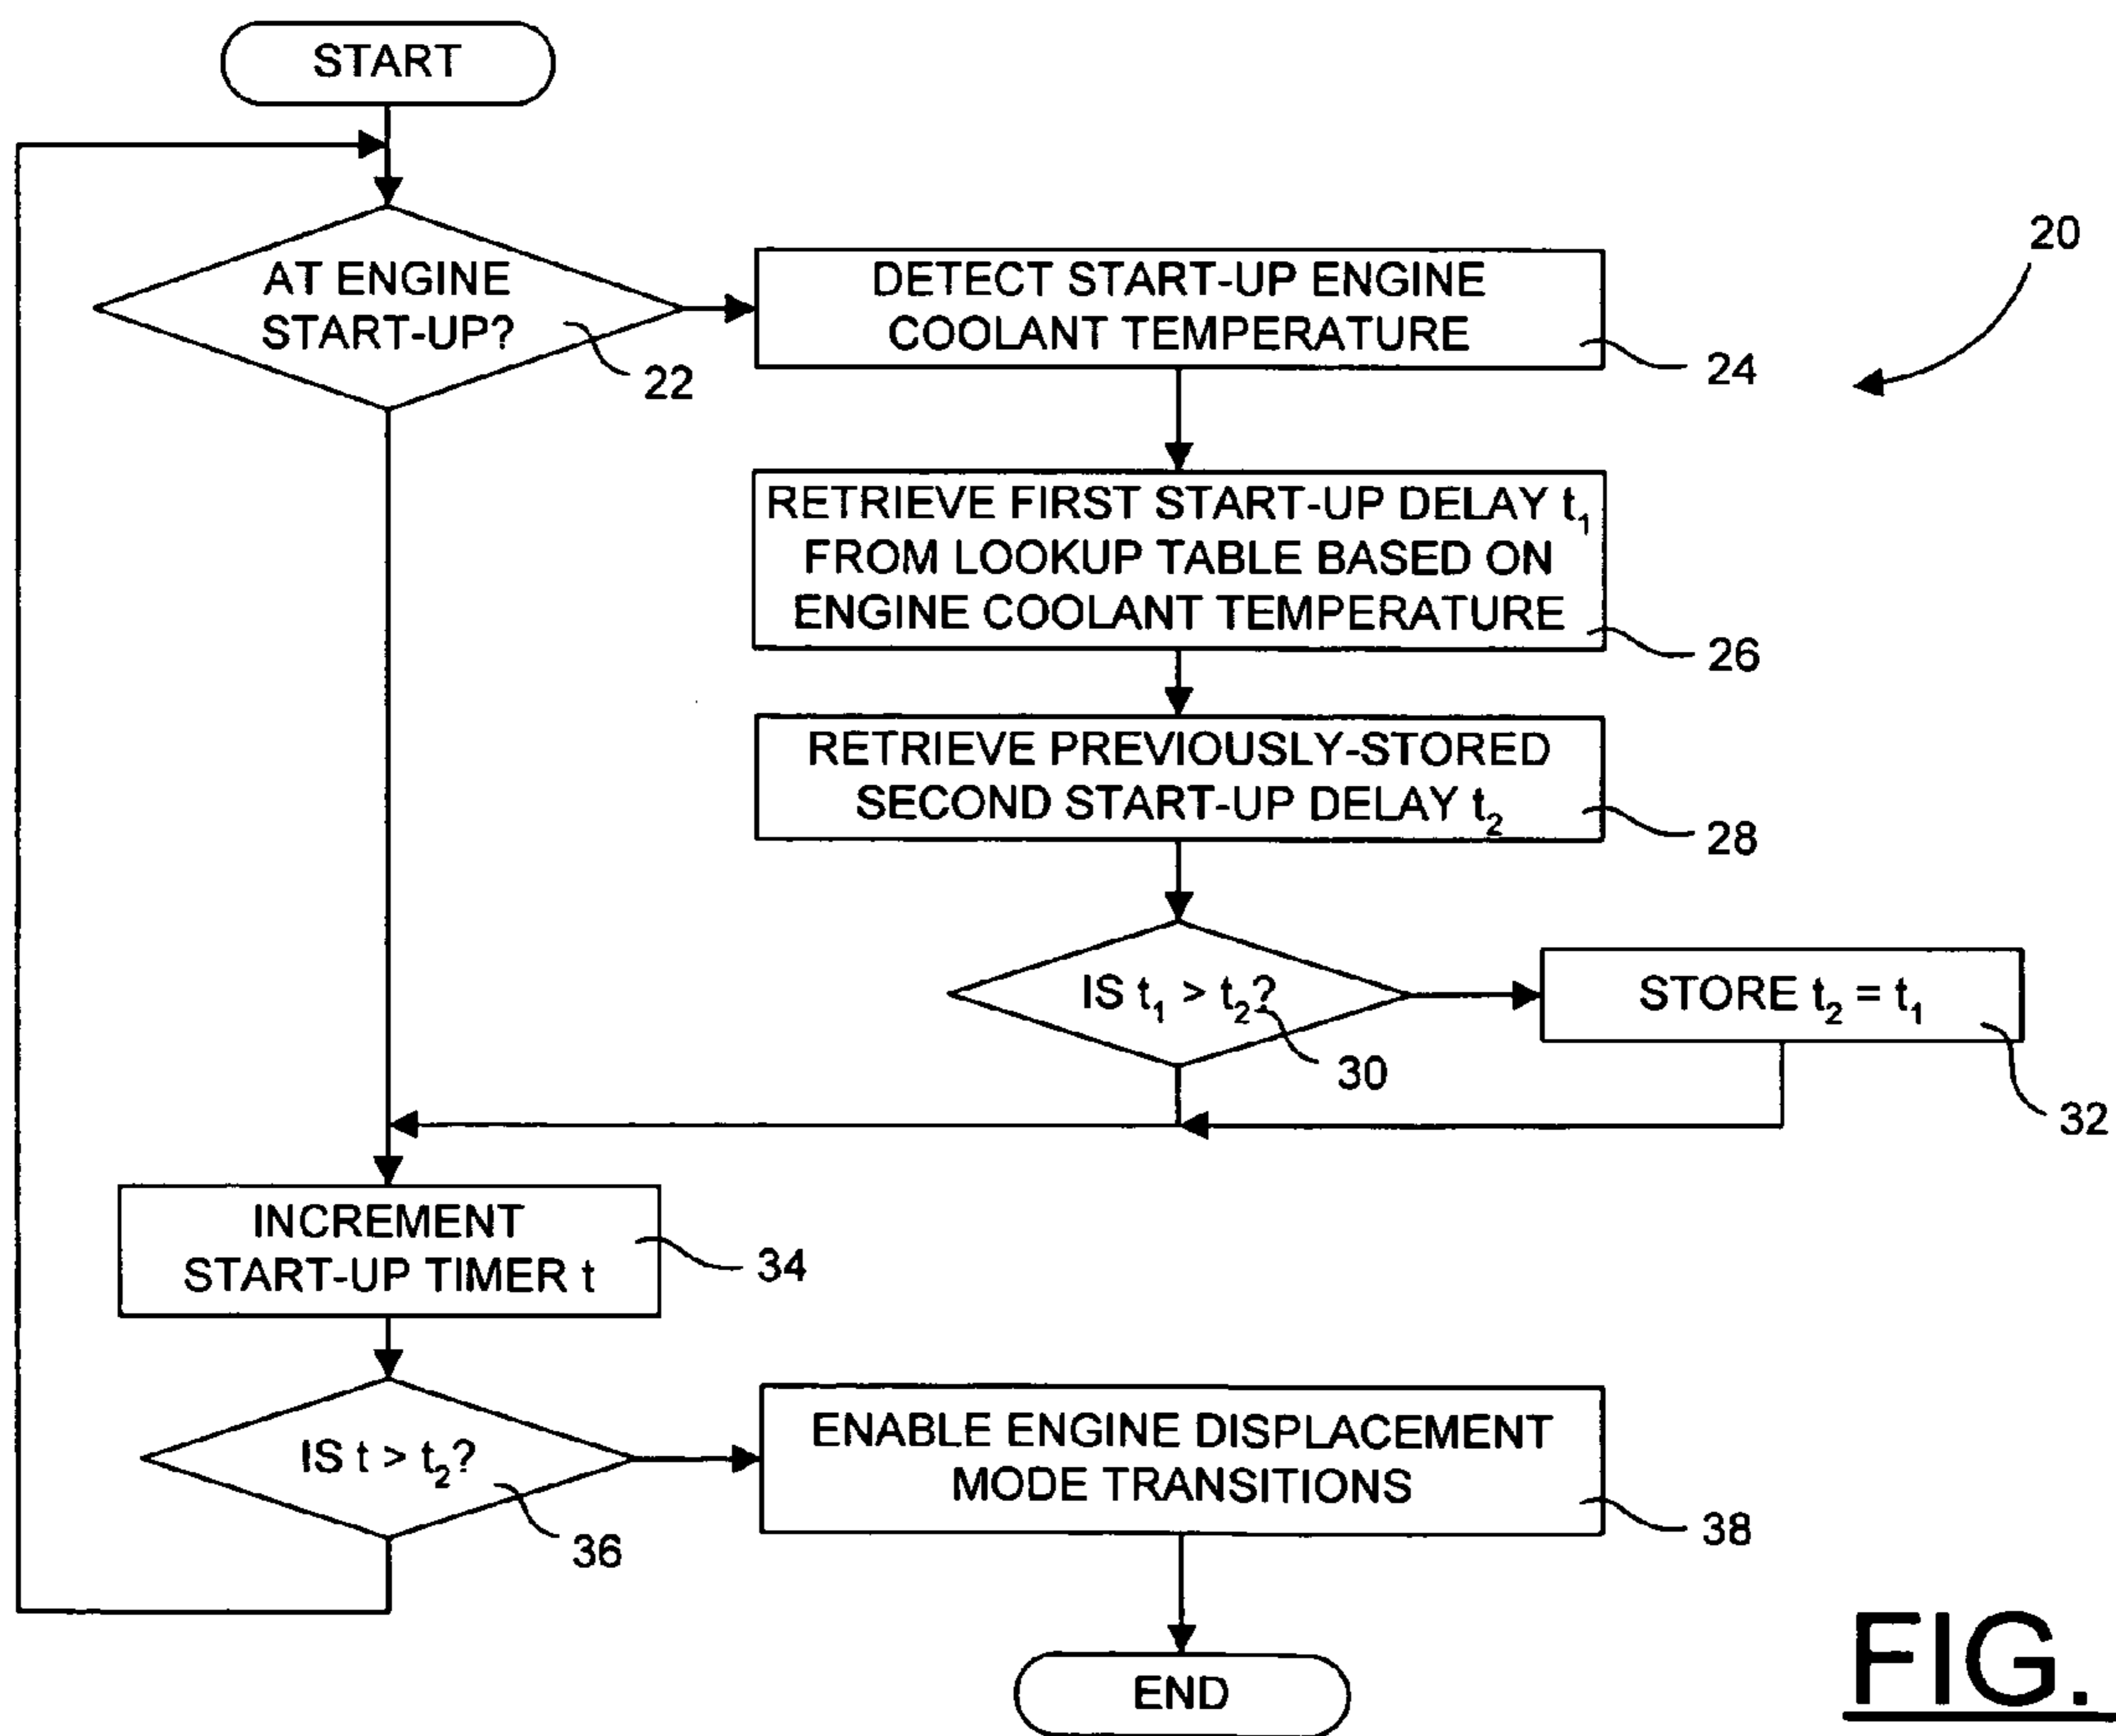 START
AT ENGINE
START-UP?
22
DETECT START-UP ENGINE
COOLANT TEMPERATURE
24
20
RETRIEVE FIRST START-UP DELAY t₁
FROM LOOKUP TABLE BASED ON
ENGINE COOLANT TEMPERATURE
26
RETRIEVE PREVIOUSLY-STORED
SECOND START-UP DELAY t₂
28
IS t₁ > t₂?
30
STORE t₂ = t₁
32
INCREMENT
START-UP TIMER t
34
IS t > t₂?
36
ENABLE ENGINE DISPLACEMENT
MODE TRANSITIONS
38
END
FIG.